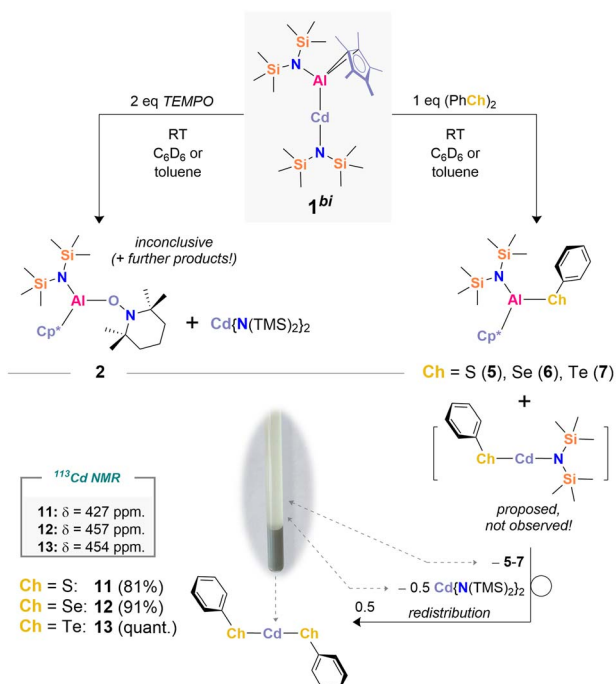 Si
Si
N
Al
Cd
N
Si
Si
1bi
2 eq TEMPO
RT
C6D6 or
toluene
1 eq (PhCh)2
RT
C6D6 or
toluene
inconclusive
(+ further products!)
Si
Si
N
Al
O
N
Cp*
+
Cd{N(TMS)2}2
2
Si
Si
N
Al
Ch
Cp*
Ch = S (5), Se (6), Te (7)
+
Ch
Cd
N
Si
Si
proposed,
not observed!
– 5-7
– 0.5 Cd{N(TMS)2}2
0.5
redistribution
113Cd NMR
11: δ = 427 ppm.
12: δ = 457 ppm.
13: δ = 454 ppm.
Ch = S: 11 (81%)
Ch = Se: 12 (91%)
Ch = Te: 13 (quant.)
Ch
Cd
Ch